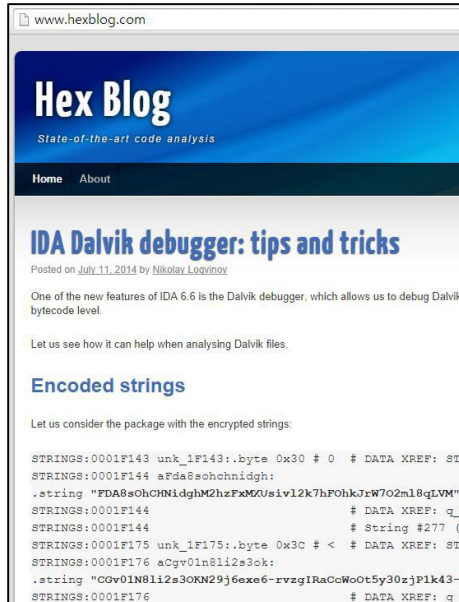 www.hexblog.com
Hex Blog
State-of-the-art code analysis
Home About
IDA Dalvik debugger: tips and tricks
Posted on July 11, 2014 by Nikolay Logvinov
One of the new features of IDA 6.6 is the Dalvik debugger, which allows us to debug Dalvik
bytecode level.
Let us see how it can help when analysing Dalvik files.
Encoded strings
Let us consider the package with the encrypted strings:
STRINGS:0001F143 unk_1F143:.byte 0x30 # 0 # DATA XREF: ST
STRINGS:0001F144 aFda8sohchnidgh:
.string "FDA8sOhCHNidghM2hzFxMXUsivl2k7hFOhkJrW7O2ml8qLVM"
STRINGS:0001F144 # DATA XREF: q_
STRINGS:0001F144 # String #277 (
STRINGS:0001F175 unk_1F175:.byte 0x3C # < # DATA XREF: ST
STRINGS:0001F176 aCgv01n8li2s3ok:
.string "CGv01N8li2s3OKN29j6exe6-rvzgIRaCcWoOt5y30zjPlk43-
STRINGS:0001F176 # DATA XREF: q